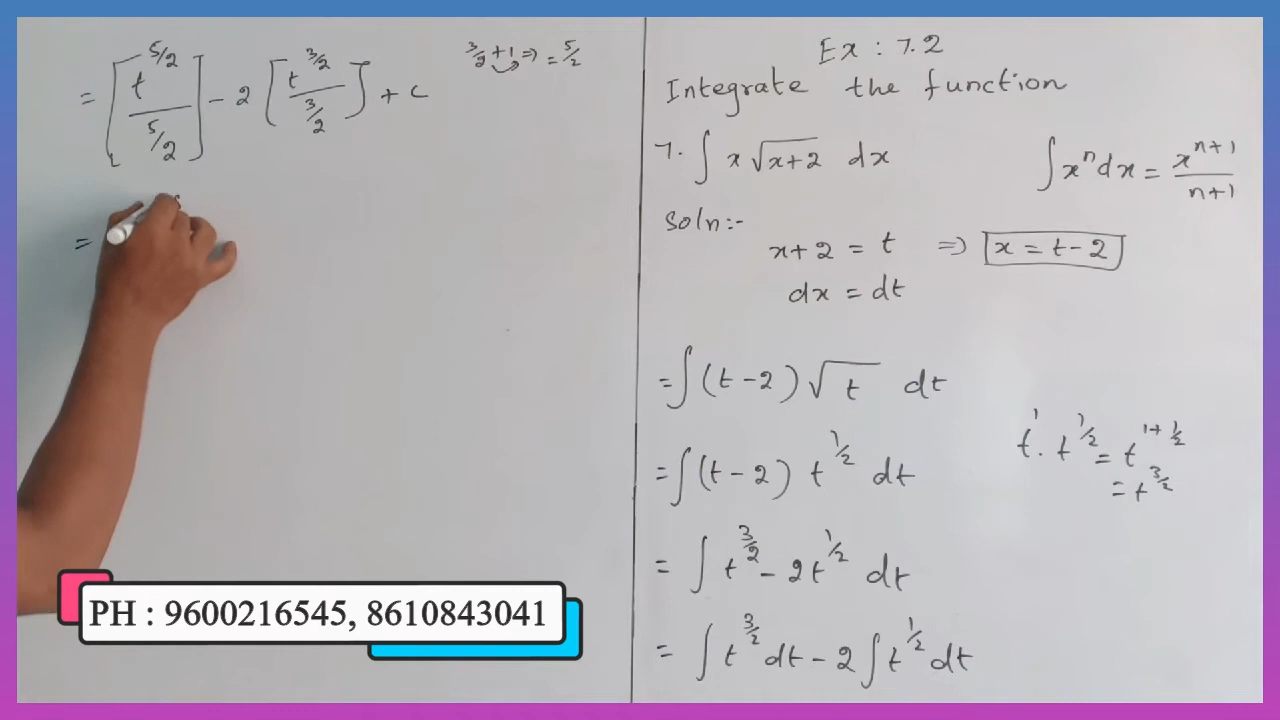 Ex : 7.2
Integrate the function
7. ∫ x √(x+2) dx
∫ xⁿ dx = xⁿ⁺¹ / n+1
Soln:-
x+2 = t ⇒ x = t-2
dx = dt
= ∫ (t-2) √t dt
= ∫ (t-2) t^1/2 dt
t^1 . t^1/2 = t^1+1/2
= t^3/2
= ∫ t^3/2 - 2t^1/2 dt
= ∫ t^3/2 dt - 2 ∫ t^1/2 dt
= [t^5/2 / 5/2] - 2 [t^3/2 / 3/2] + c
3/2 + 1 ⇒ = 5/2
=
PH : 9600216545, 8610843041